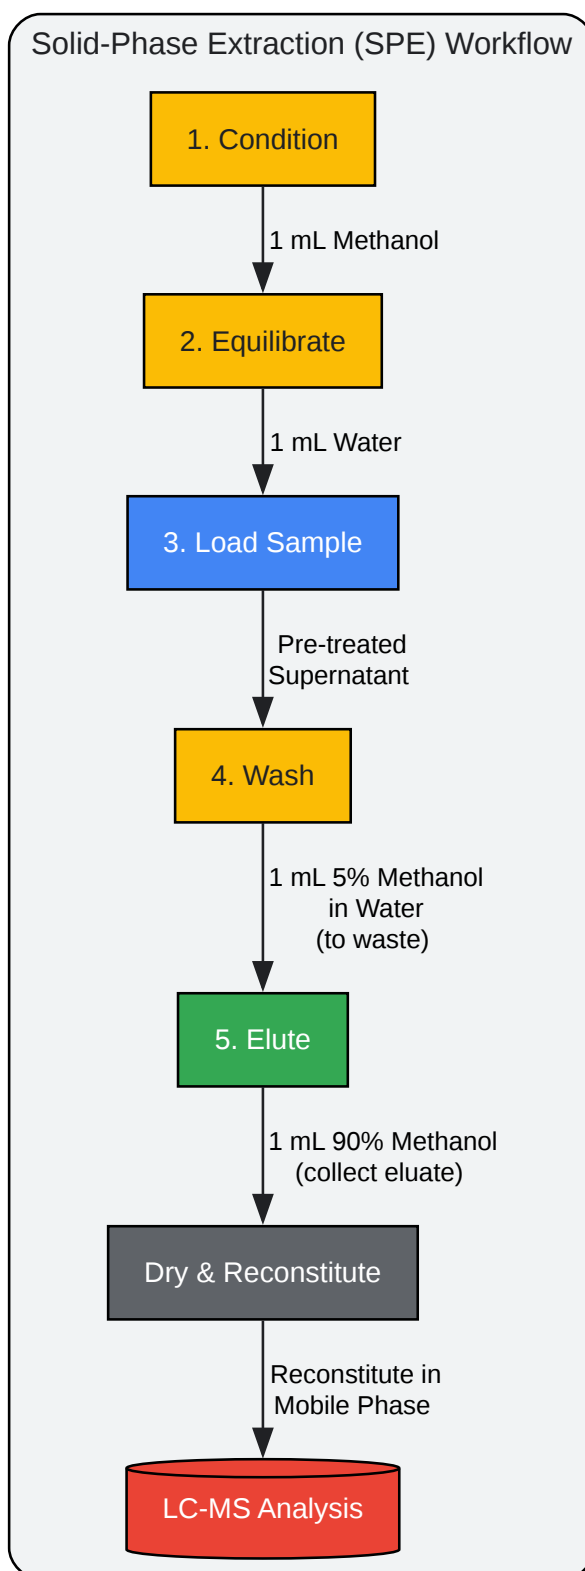 Solid-Phase Extraction (SPE) Workflow
1. Condition
1 mL Methanol
2. Equilibrate
1 mL Water
3. Load Sample
Pre-treated
Supernatant
4. Wash
1 mL 5% Methanol
in Water
(to waste)
5. Elute
1 mL 90% Methanol
(collect eluate)
Dry & Reconstitute
Reconstitute in
Mobile Phase
LC-MS Analysis